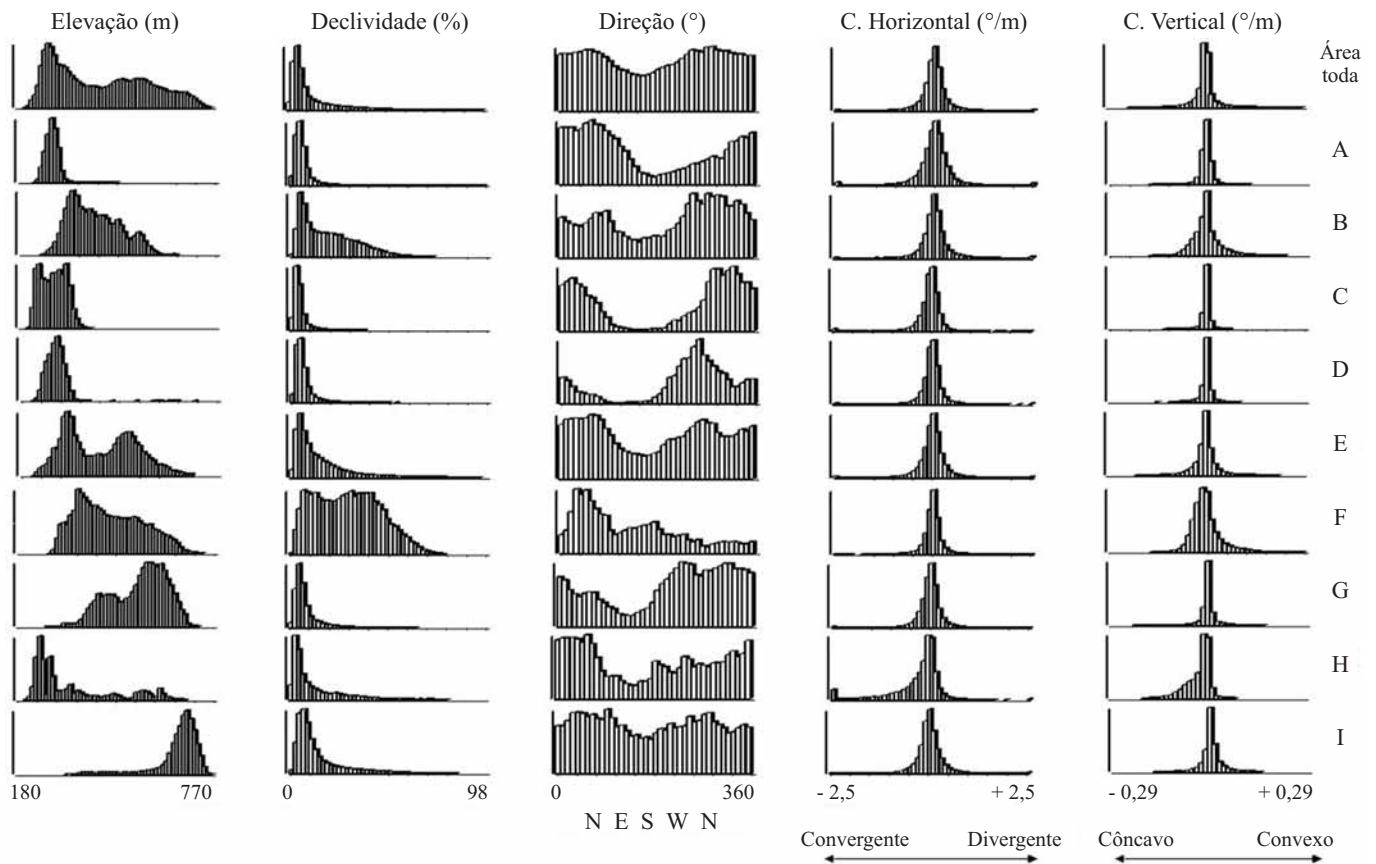 Elevação (m) Declividade (%) Direção (°) C. Horizontal (°/m) C. Vertical (°/m)
Área
toda
A
B
C
D
E
F
G
H
I
180 770 0 98 0 360 - 2,5 + 2,5 - 0,29 + 0,29
N E S W N
Convergente Divergente Côncavo Convexo